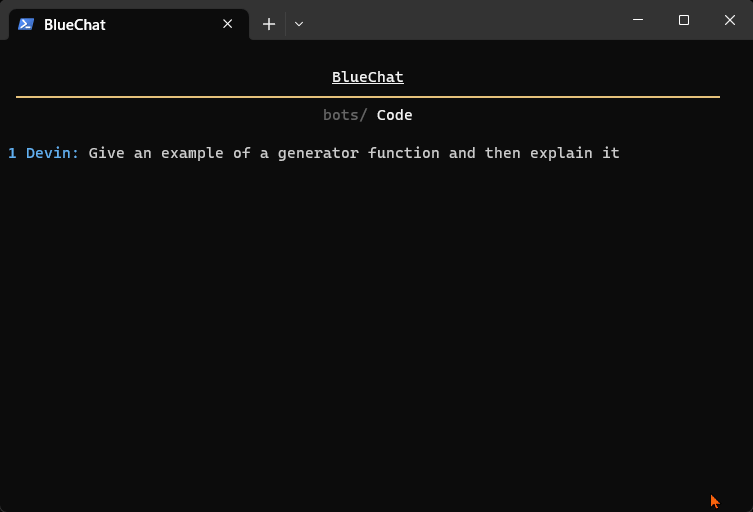 BlueChat
BlueChat
bots/ Code
1 Devin: Give an example of a generator function and then explain it